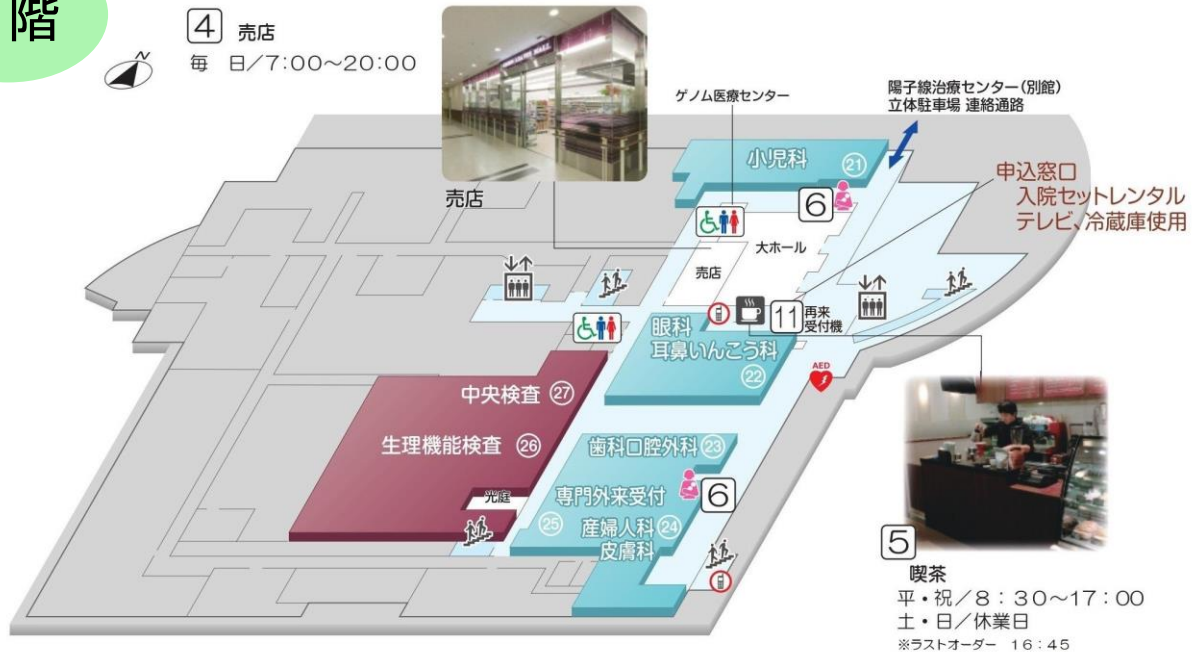 階
4 売店
毎 日/7:00~20:00
N
売店
ゲノム医療センター
陽子線治療センター(別館)
立体駐車場 連絡通路
小児科 21
6
申込窓口
入院セットレンタル
テレビ、冷蔵庫使用
大ホール
売店
11 再来
受付機
眼科
耳鼻いんこう科
22
AED
中央検査 27
生理機能検査 26
光庭
歯科口腔外科 23
専門外来受付
6
25 産婦人科 24
皮膚科
5
喫茶
平・祝/8:30~17:00
土・日/休業日
※ラストオーダー 16:45